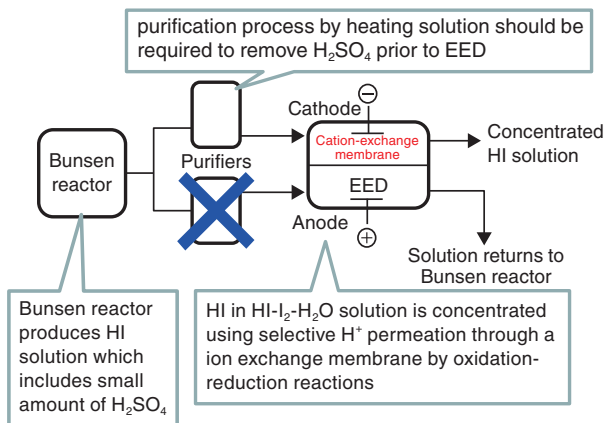 purification process by heating solution should be
required to remove H₂SO₄ prior to EED
Cathode
−
Bunsen
reactor
Purifiers
Cation-exchange
membrane
EED
Concentrated
HI solution
Anode
+
Solution returns to
Bunsen reactor
Bunsen reactor
produces HI
solution which
includes small
amount of H₂SO₄
HI in HI-I₂-H₂O solution is concentrated
using selective H⁺ permeation through a
ion exchange membrane by oxidation-
reduction reactions